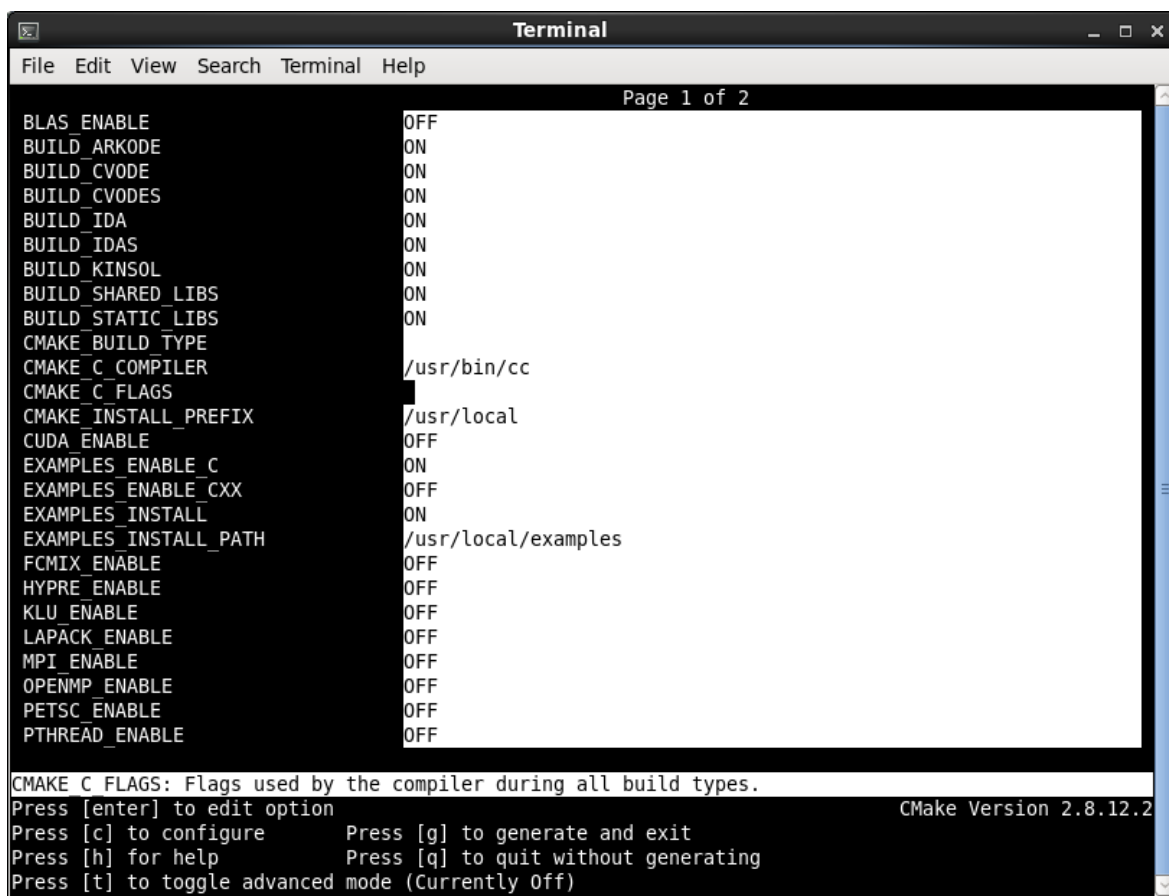 Terminal
File Edit View Search Terminal Help
Page 1 of 2
BLAS_ENABLE OFF
BUILD_ARKODE ON
BUILD_CVODE ON
BUILD_CVODES ON
BUILD_IDA ON
BUILD_IDAS ON
BUILD_KINSOL ON
BUILD_SHARED_LIBS ON
BUILD_STATIC_LIBS ON
CMAKE_BUILD_TYPE
CMAKE_C_COMPILER /usr/bin/cc
CMAKE_C_FLAGS
CMAKE_INSTALL_PREFIX /usr/local
CUDA_ENABLE OFF
EXAMPLES_ENABLE_C ON
EXAMPLES_ENABLE_CXX OFF
EXAMPLES_INSTALL ON
EXAMPLES_INSTALL_PATH /usr/local/examples
FCMIX_ENABLE OFF
HYPRE_ENABLE OFF
KLU_ENABLE OFF
LAPACK_ENABLE OFF
MPI_ENABLE OFF
OPENMP_ENABLE OFF
PETSC_ENABLE OFF
PTHREAD_ENABLE OFF
CMAKE_C_FLAGS: Flags used by the compiler during all build types.
Press [enter] to edit option CMake Version 2.8.12.2
Press [c] to configure Press [g] to generate and exit
Press [h] for help Press [q] to quit without generating
Press [t] to toggle advanced mode (Currently Off)